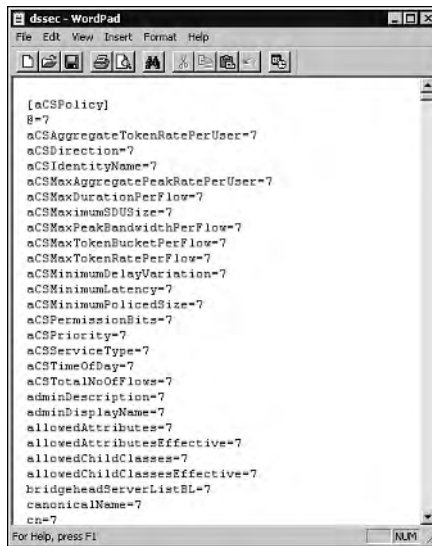 dssec - WordPad
File Edit View Insert Format Help
[aCSPolicy]
@=7
aCSAggregateTokenRatePerUser=7
aCSDirection=7
aCSIdentityName=7
aCSMaxAggregatePeakRatePerUser=7
aCSMaxDurationPerFlow=7
aCSMaximumSDUSize=7
aCSMaxPeakBandwidthPerFlow=7
aCSMaxTokenBucketPerFlow=7
aCSMaxTokenRatePerFlow=7
aCSMinimumDelayVariation=7
aCSMinimumLatency=7
aCSMinimumPolicedSize=7
aCSPermissionBits=7
aCSPriority=7
aCSServiceType=7
aCSTimeOfDay=7
aCSTotalNoOfFlows=7
adminDescription=7
adminDisplayName=7
allowedAttributes=7
allowedAttributesEffective=7
allowedChildClasses=7
allowedChildClassesEffective=7
bridgeheadServerListBL=7
canonicalName=7
cn=7
For Help, press F1 NUM